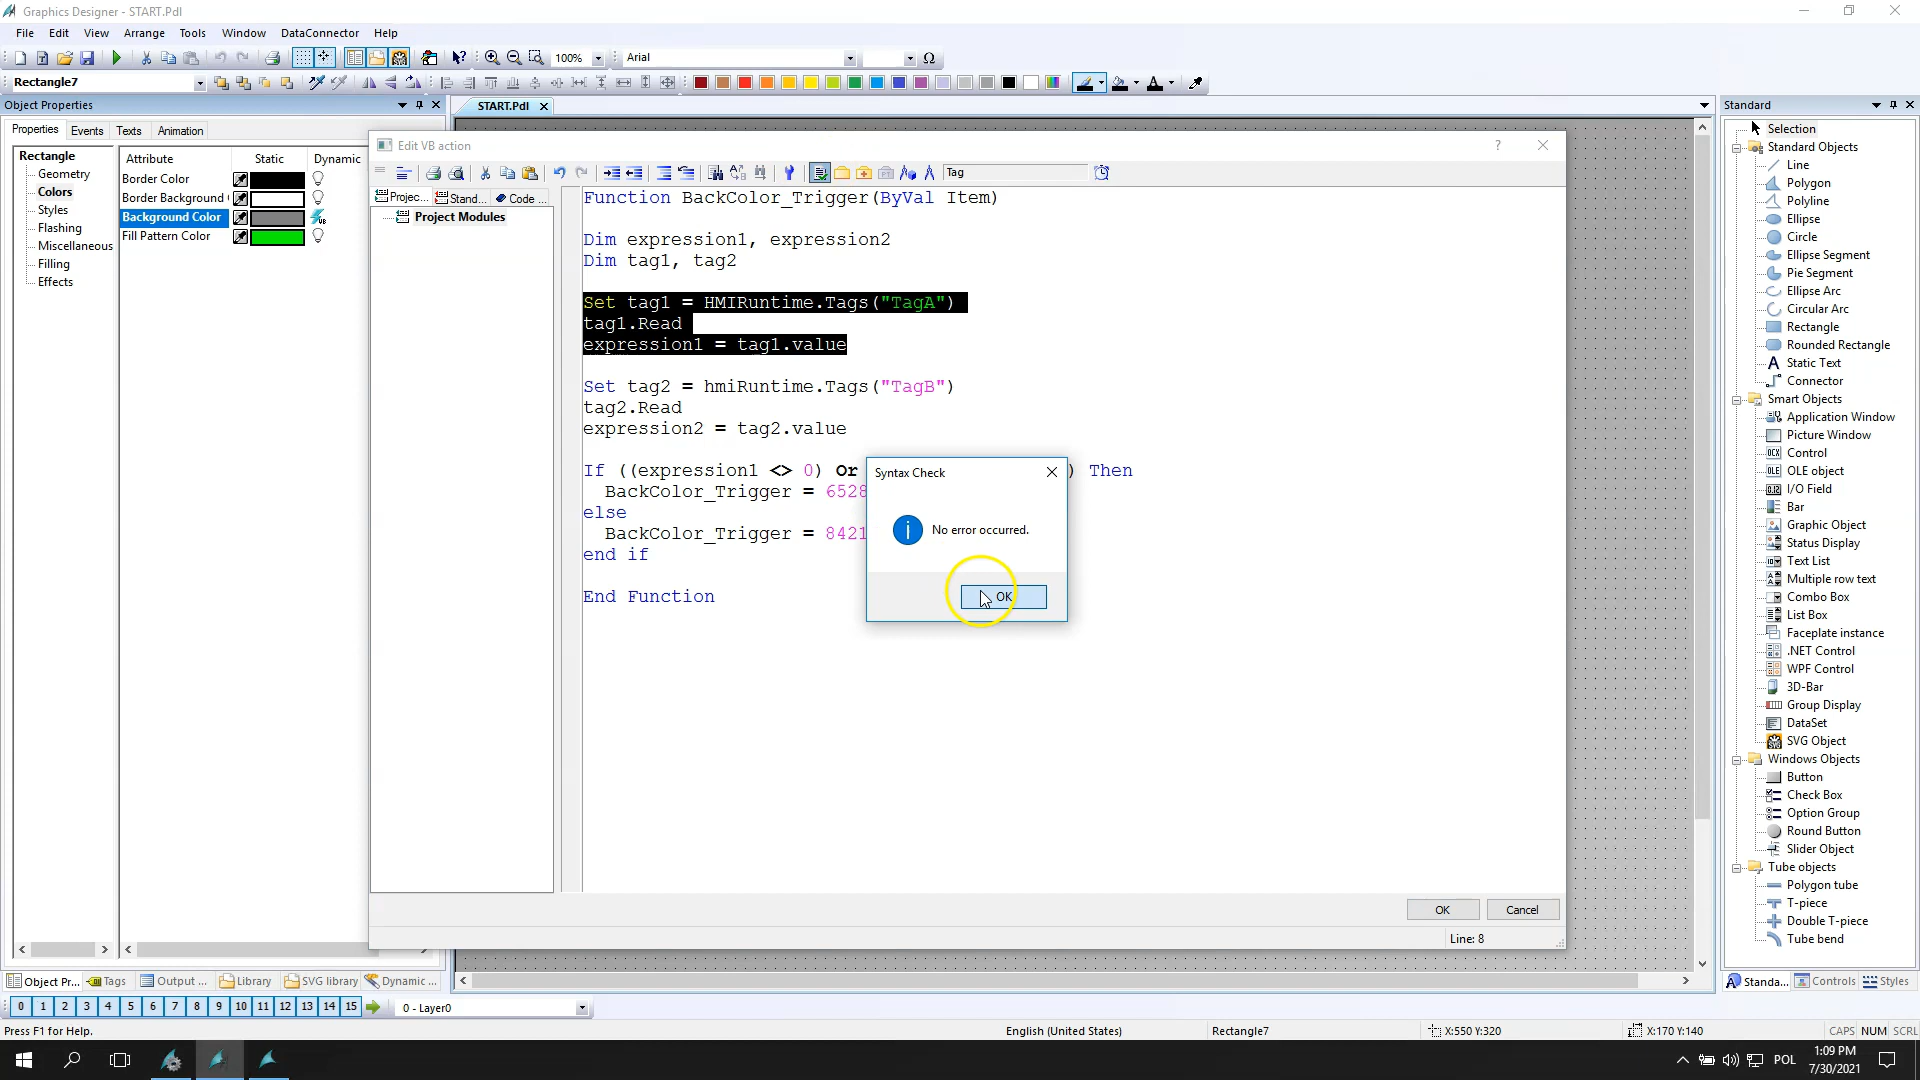 Graphics Designer - START.Pdl
File Edit View Arrange Tools Window DataConnector Help
100% Arial Ω
Rectangle7
Object Properties
START.Pdl
Standard
Properties Events Texts Animation
Rectangle
Geometry
Colors
Styles
Flashing
Miscellaneous
Filling
Effects
Attribute Static Dynamic
Border Color
Border Background
Background Color
Fill Pattern Color
Edit VB action
Tag
Projec... Stand... Code ...
Project Modules
Function BackColor_Trigger(ByVal Item)
Dim expression1, expression2
Dim tag1, tag2
Set tag1 = HMIRuntime.Tags("TagA")
tag1.Read
expression1 = tag1.value
Set tag2 = hmiRuntime.Tags("TagB")
tag2.Read
expression2 = tag2.value
If ((expression1 <> 0) Or ) Then
BackColor_Trigger = 6528
else
BackColor_Trigger = 8421
end if
End Function
Syntax Check
No error occurred.
OK
OK Cancel
Line: 8
Selection
Standard Objects
Line
Polygon
Polyline
Ellipse
Circle
Ellipse Segment
Pie Segment
Ellipse Arc
Circular Arc
Rectangle
Rounded Rectangle
Static Text
Connector
Smart Objects
Application Window
Picture Window
Control
OLE object
I/O Field
Bar
Graphic Object
Status Display
Text List
Multiple row text
Combo Box
List Box
Faceplate instance
.NET Control
WPF Control
3D-Bar
Group Display
DataSet
SVG Object
Windows Objects
Button
Check Box
Option Group
Round Button
Slider Object
Tube objects
Polygon tube
T-piece
Double T-piece
Tube bend
Object Pr... Tags Output ... Library SVG library Dynamic ...
Standa... Controls Styles
0 1 2 3 4 5 6 7 8 9 10 11 12 13 14 15 0 - Layer0
Press F1 for Help. English (United States) Rectangle7 X:550 Y:320 X:170 Y:140 CAPS NUM SCRL
POL 1:09 PM
7/30/2021